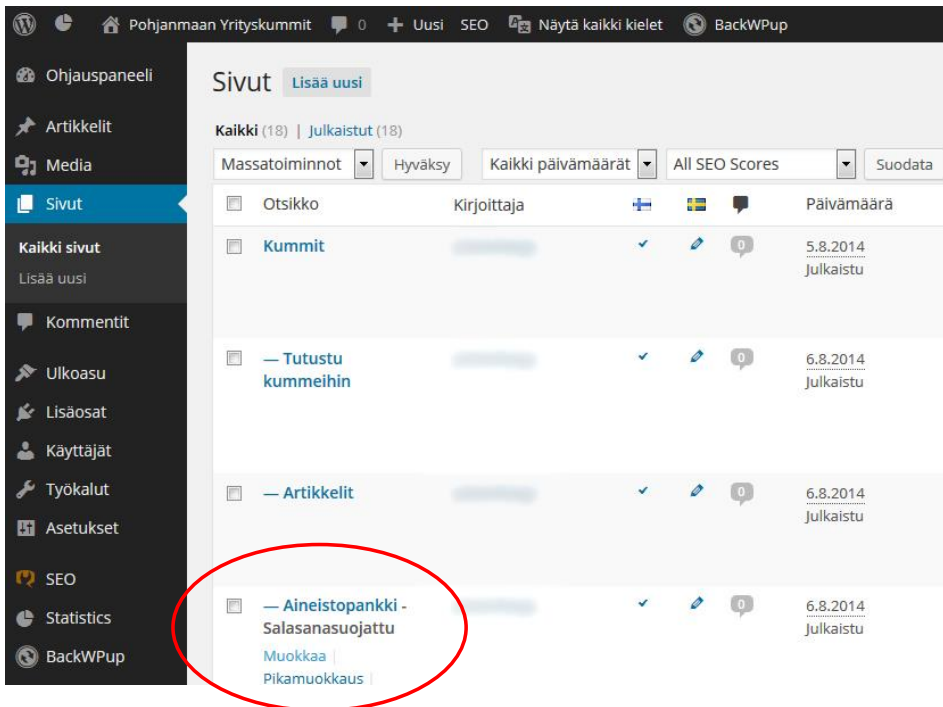 Pohjanmaan Yrityskummit 0 Uusi SEO Näytä kaikki kielet BackWPup
Ohjauspaneeli
Artikkelit
Media
Sivut
Kaikki sivut
Lisää uusi
Kommentit
Ulkoasu
Lisäosat
Käyttäjät
Työkalut
Asetukset
SEO
Statistics
BackWPup
Sivut Lisää uusi
Kaikki (18) | Julkaistut (18)
Massatoiminnot Hyväksy Kaikki päivämäärät All SEO Scores Suodata
Otsikko Kirjoittaja Päivämäärä
Kummit 0 5.8.2014
Julkaistu
— Tutustu 0 6.8.2014
kummeihin Julkaistu
— Artikkelit 0 6.8.2014
Julkaistu
— Aineistopankki - 0 6.8.2014
Salasanasuojattu Julkaistu
Muokkaa |
Pikamuokkaus |